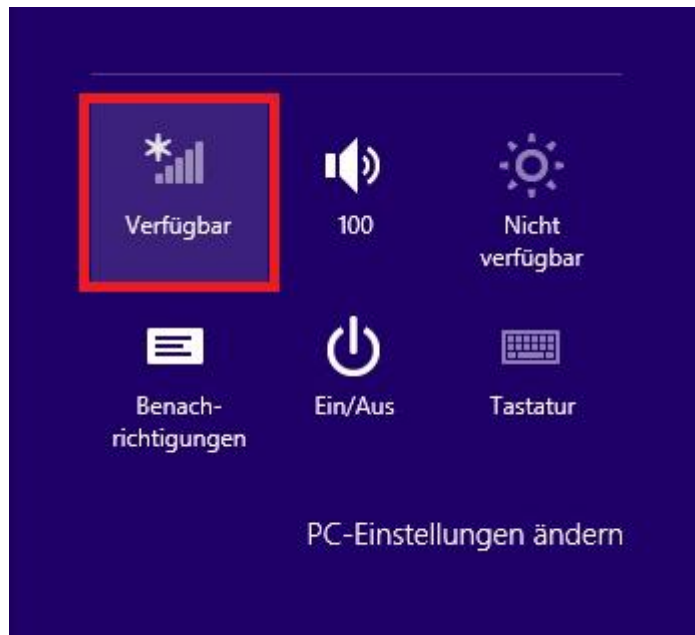 Verfügbar
100
Nicht
verfügbar
Benach-
richtigungen
Ein/Aus
Tastatur
PC-Einstellungen ändern